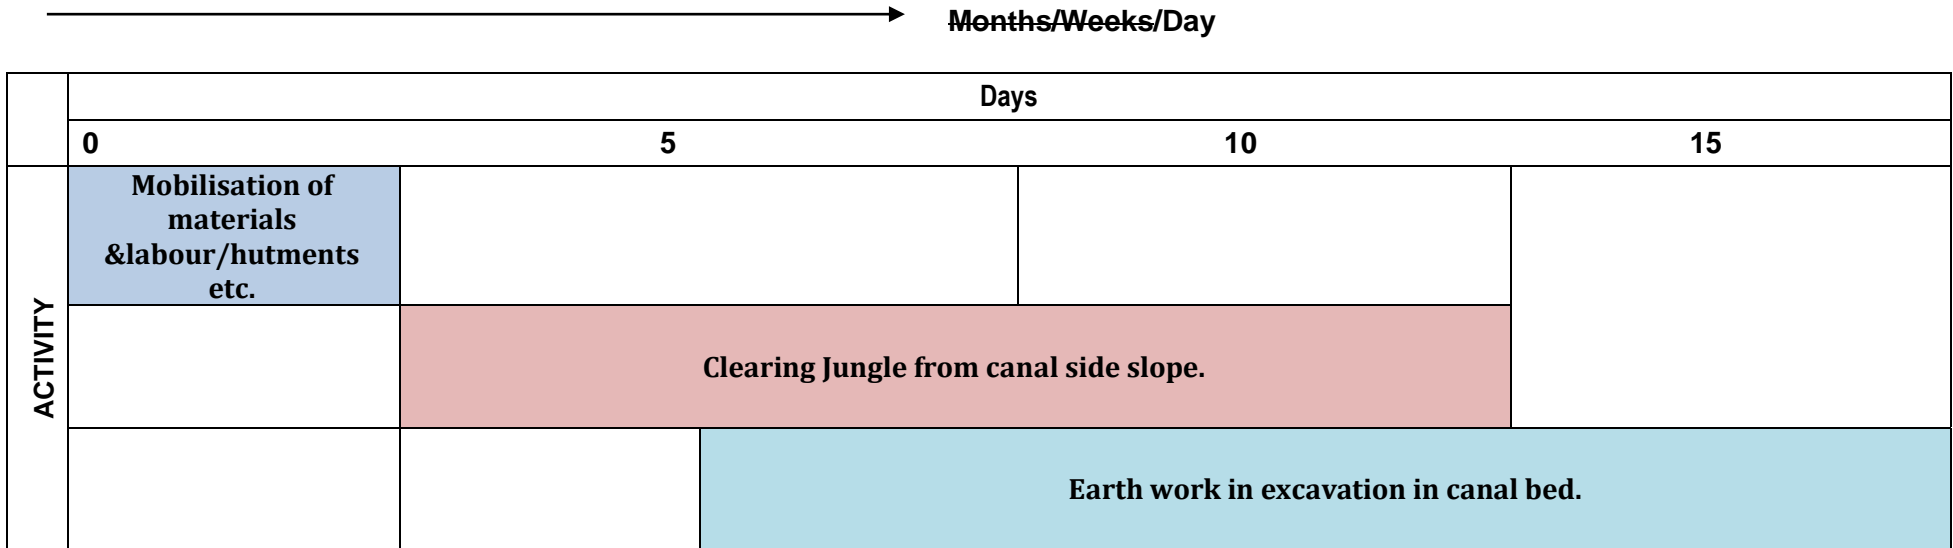 Months/Weeks/Day
Days
0 5 10 15
ACTIVITY
Mobilisation of
materials
&labour/hutments
etc.
Clearing Jungle from canal side slope.
Earth work in excavation in canal bed.